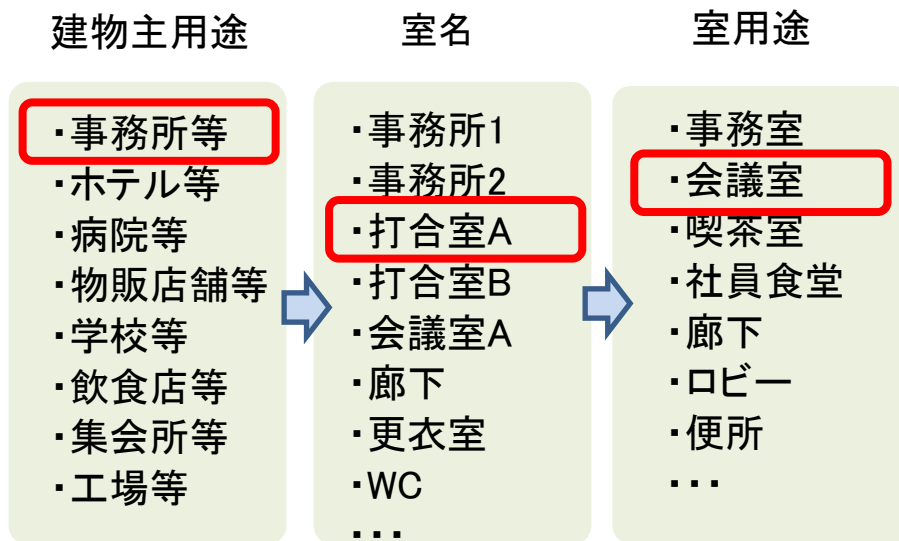 建物主用途
・事務所等
・ホテル等
・病院等
・物販店舗等
・学校等
・飲食店等
・集会所等
・工場等
室名
・事務所1
・事務所2
・打合室A
・打合室B
・会議室A
・廊下
・更衣室
・WC
・・・
室用途
・事務室
・会議室
・喫茶室
・社員食堂
・廊下
・ロビー
・便所
・・・